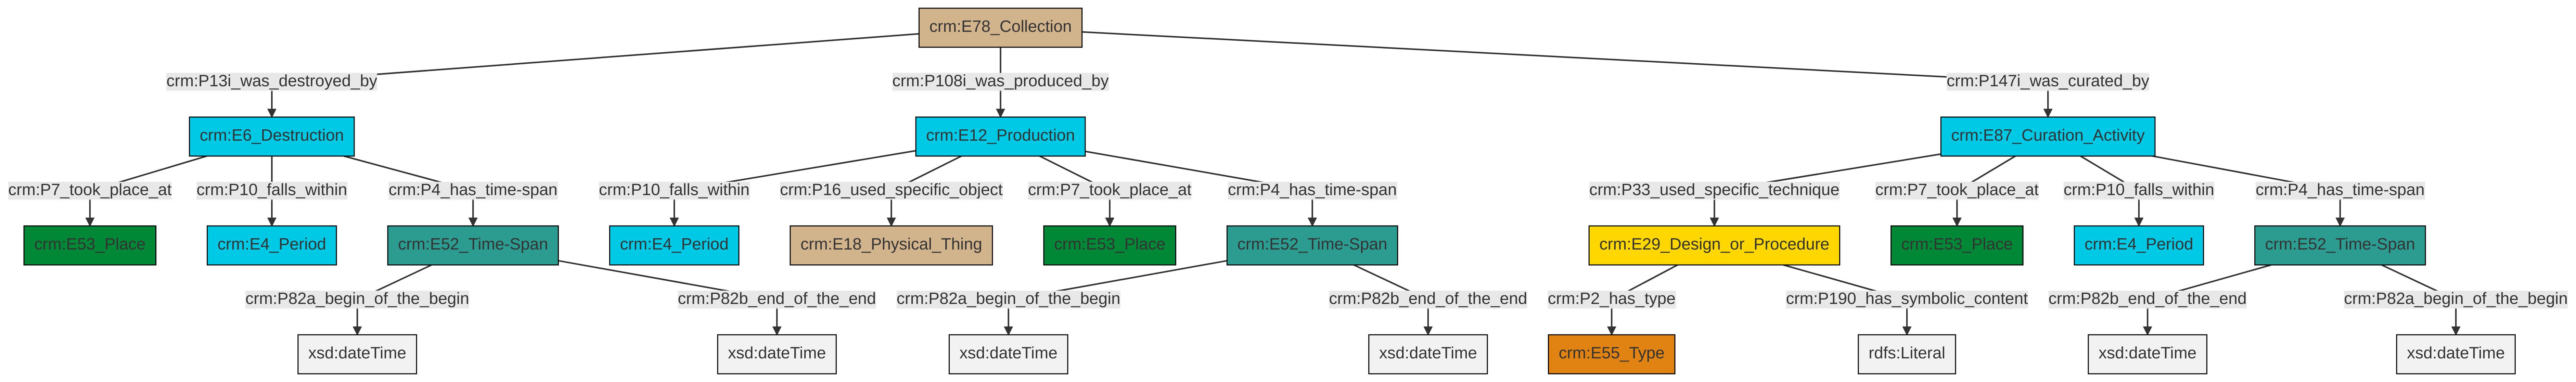 crm:E78_Collection
crm:P13i_was_destroyed_by
crm:P108i_was_produced_by
crm:P147i_was_curated_by
crm:E6_Destruction
crm:E12_Production
crm:E87_Curation_Activity
crm:P7_took_place_at
crm:P10_falls_within
crm:P4_has_time-span
crm:P10_falls_within
crm:P16_used_specific_object
crm:P7_took_place_at
crm:P4_has_time-span
crm:P33_used_specific_technique
crm:P7_took_place_at
crm:P10_falls_within
crm:P4_has_time-span
crm:E53_Place
crm:E4_Period
crm:E52_Time-Span
crm:E4_Period
crm:E18_Physical_Thing
crm:E53_Place
crm:E52_Time-Span
crm:E29_Design_or_Procedure
crm:E53_Place
crm:E4_Period
crm:E52_Time-Span
crm:P82a_begin_of_the_begin
crm:P82b_end_of_the_end
crm:P82a_begin_of_the_begin
crm:P82b_end_of_the_end
crm:P2_has_type
crm:P190_has_symbolic_content
crm:P82b_end_of_the_end
crm:P82a_begin_of_the_begin
xsd:dateTime
xsd:dateTime
xsd:dateTime
xsd:dateTime
crm:E55_Type
rdfs:Literal
xsd:dateTime
xsd:dateTime